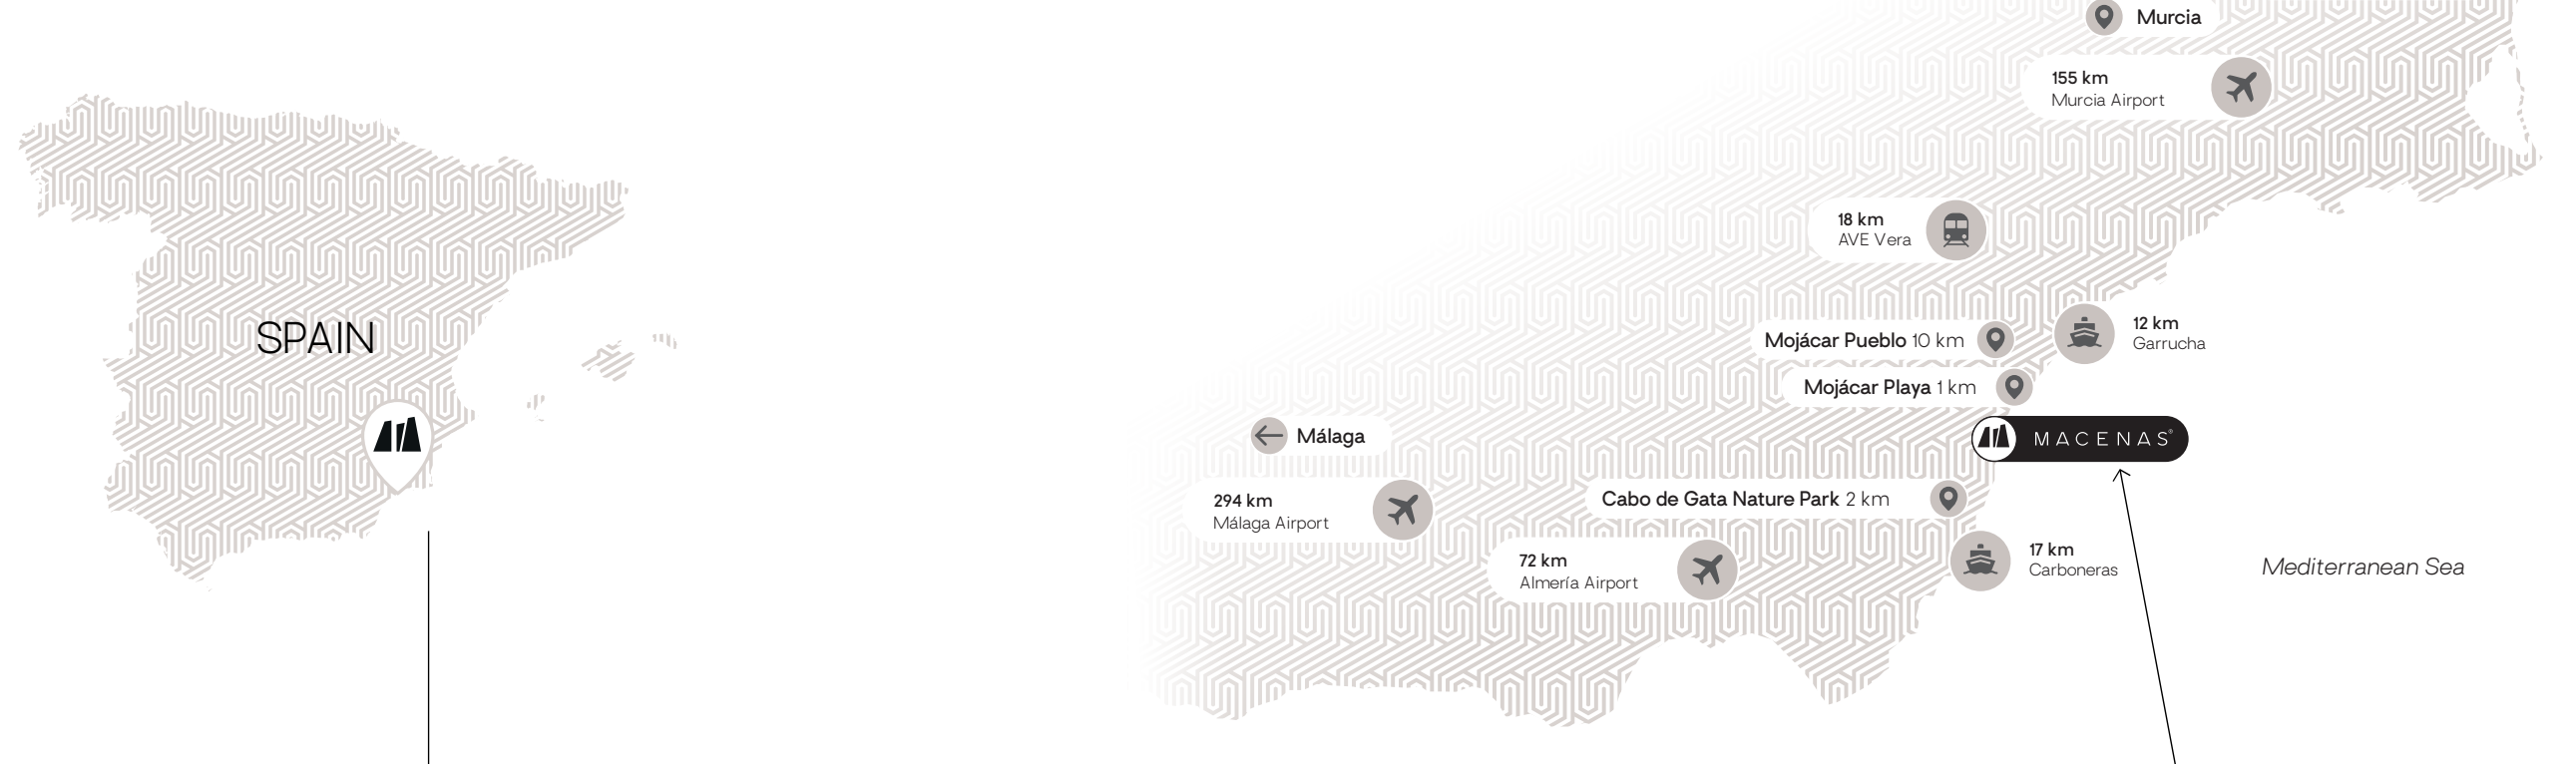 SPAIN
Murcia
155 km
Murcia Airport
18 km
AVE Vera
12 km
Garrucha
Mojácar Pueblo 10 km
Mojácar Playa 1 km
MACENAS®
Málaga
294 km
Málaga Airport
Cabo de Gata Nature Park 2 km
72 km
Almería Airport
17 km
Carboneras
Mediterranean Sea